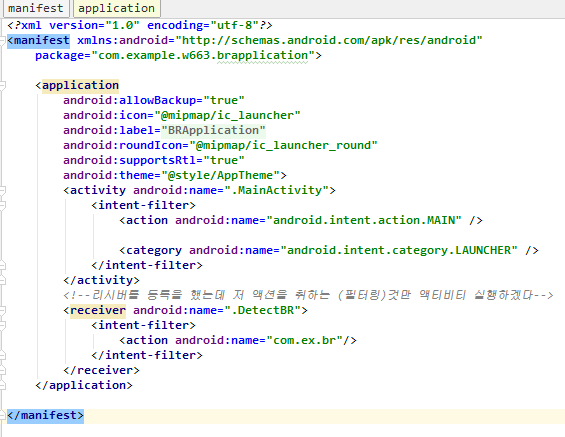 manifest application
<?xml version="1.0" encoding="utf-8"?>
<manifest xmlns:android="http://schemas.android.com/apk/res/android"
    package="com.example.w663.brapplication">

    <application
        android:allowBackup="true"
        android:icon="@mipmap/ic_launcher"
        android:label="BRApplication"
        android:roundIcon="@mipmap/ic_launcher_round"
        android:supportsRtl="true"
        android:theme="@style/AppTheme">
        <activity android:name=".MainActivity">
            <intent-filter>
                <action android:name="android.intent.action.MAIN" />

                <category android:name="android.intent.category.LAUNCHER" />
            </intent-filter>
        </activity>
        <!--리시버를 등록을 했는데 저 액션을 취하는 (필터링)것만 액티비티 실행하겠다-->
        <receiver android:name=".DetectBR">
            <intent-filter>
                <action android:name="com.ex.br"/>
            </intent-filter>
        </receiver>
    </application>

</manifest>